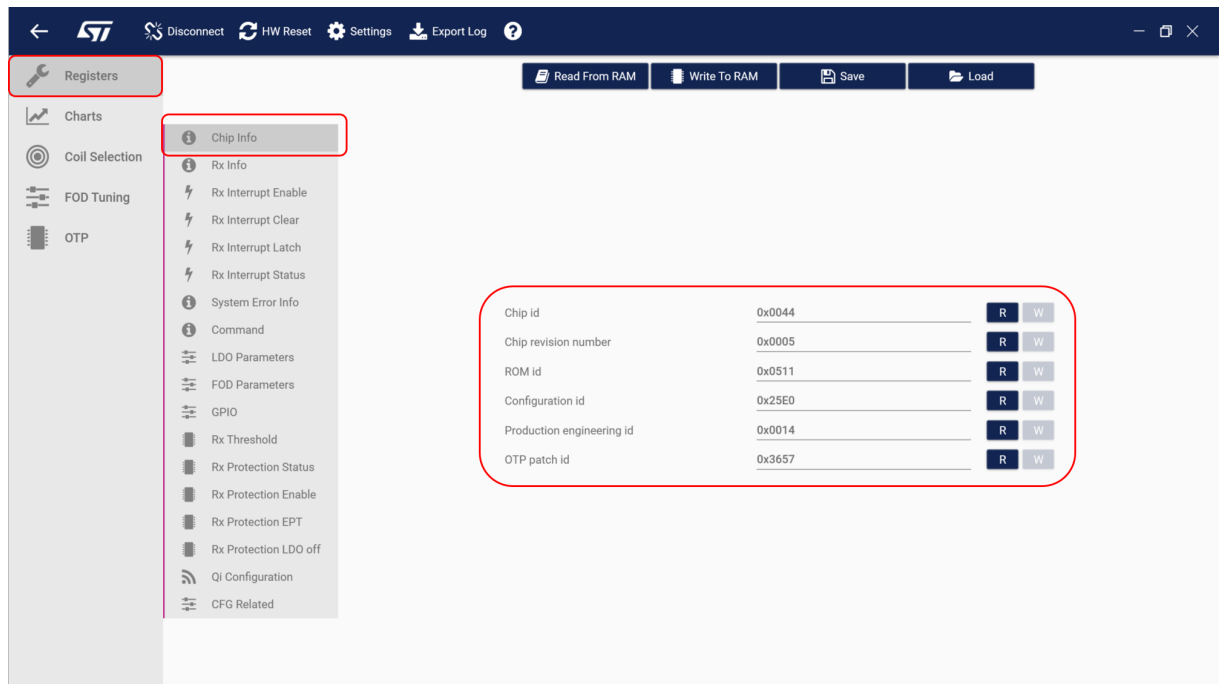 ST Disconnect HW Reset Settings Export Log ?
Registers
Charts
Coil Selection
FOD Tuning
OTP
Read From RAM Write To RAM Save Load
Chip Info
Rx Info
Rx Interrupt Enable
Rx Interrupt Clear
Rx Interrupt Latch
Rx Interrupt Status
System Error Info
Command
LDO Parameters
FOD Parameters
GPIO
Rx Threshold
Rx Protection Status
Rx Protection Enable
Rx Protection EPT
Rx Protection LDO off
Qi Configuration
CFG Related
Chip id 0x0044 R W
Chip revision number 0x0005 R W
ROM id 0x0511 R W
Configuration id 0x25E0 R W
Production engineering id 0x0014 R W
OTP patch id 0x3657 R W